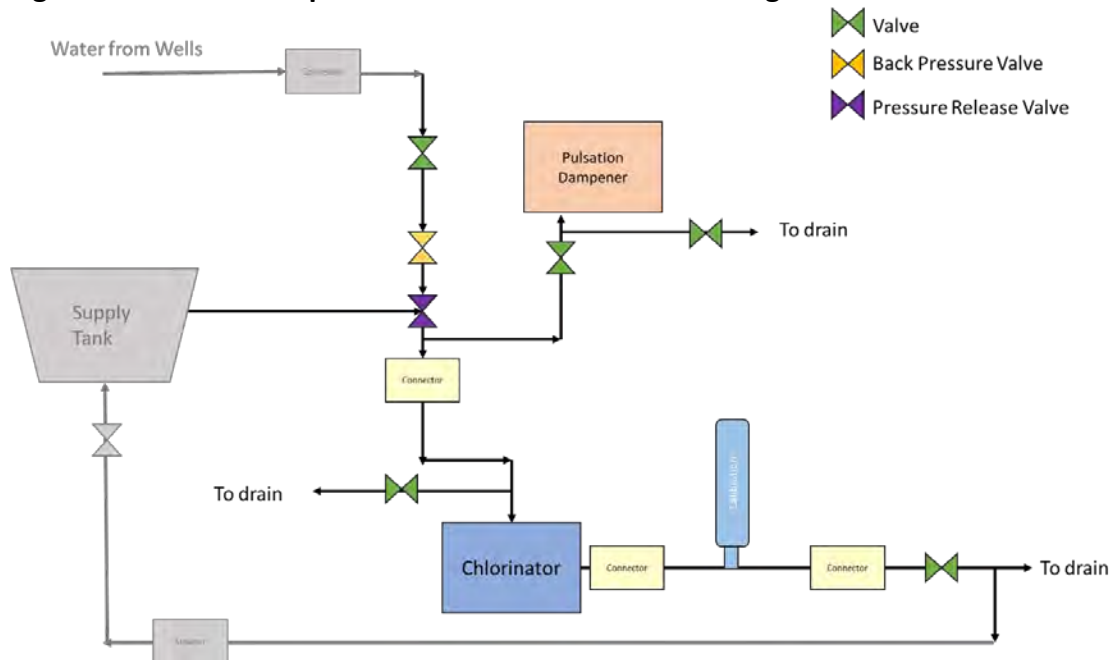 Valve
Water from Wells
Back Pressure Valve
Connector
Pressure Release Valve
Pulsation
Dampener
To drain
Supply
Tank
Connector
To drain
Chlorinator
Connector
Connector
To drain